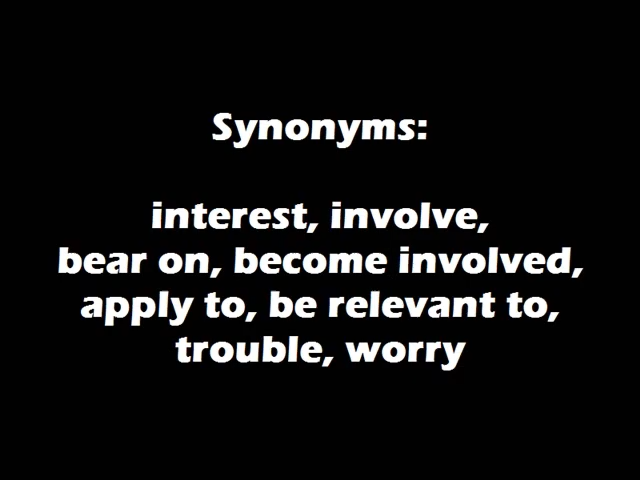 Synonyms:
interest, involve,
bear on, become involved,
apply to, be relevant to,
trouble, worry